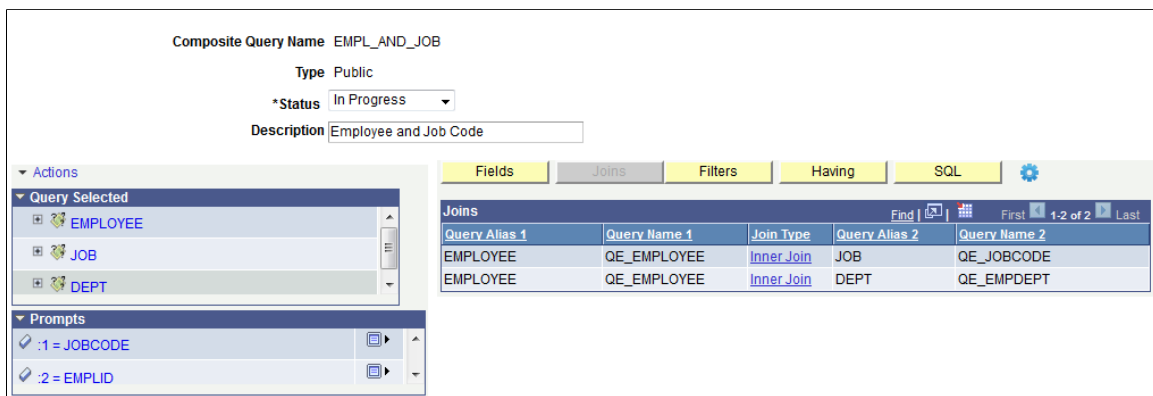 Composite Query Name EMPL_AND_JOB
Type Public
*Status In Progress
Description Employee and Job Code
Actions
Query Selected
EMPLOYEE
JOB
DEPT
Prompts
:1 = JOBCODE
:2 = EMPLID
Fields Joins Filters Having SQL
Joins Find | | First 1-2 of 2 Last
Query Alias 1 Query Name 1 Join Type Query Alias 2 Query Name 2
EMPLOYEE QE_EMPLOYEE Inner Join JOB QE_JOBCODE
EMPLOYEE QE_EMPLOYEE Inner Join DEPT QE_EMPDEPT